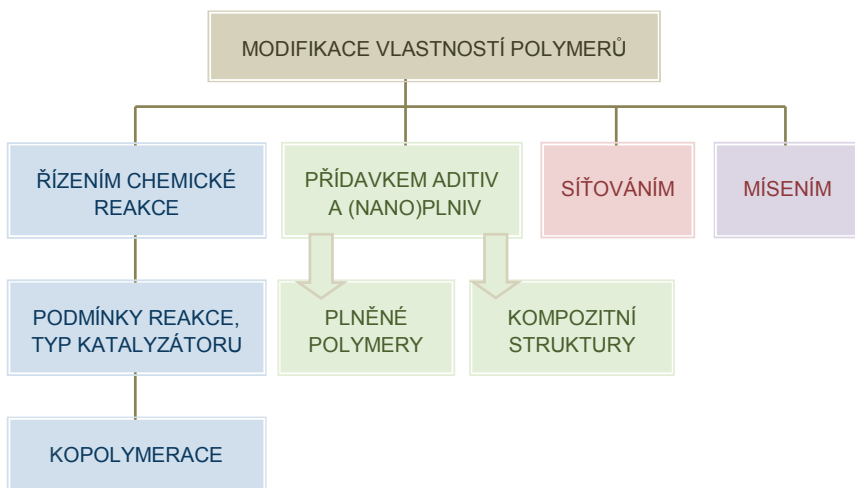 MODIFIKACE VLASTNOSTÍ POLYMERŮ
ŘÍZENÍM CHEMICKÉ
REAKCE
PŘÍDAVKEM ADITIV
A (NANO)PLNIV
SÍŤOVÁNÍM
MÍSENÍM
PODMÍNKY REAKCE,
TYP KATALYZÁTORU
PLNĚNÉ
POLYMERY
KOMPOZITNÍ
STRUKTURY
KOPOLYMERACE